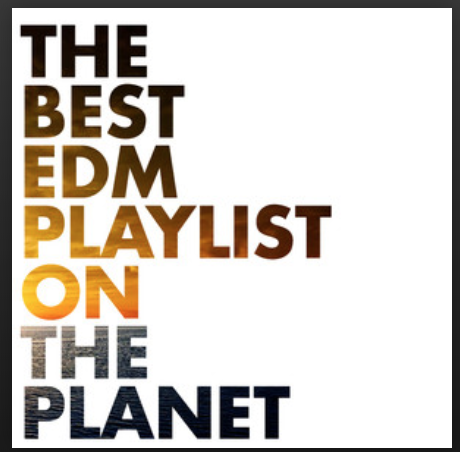 THE
BEST
EDM
PLAYLIST
ON
THE
PLANET